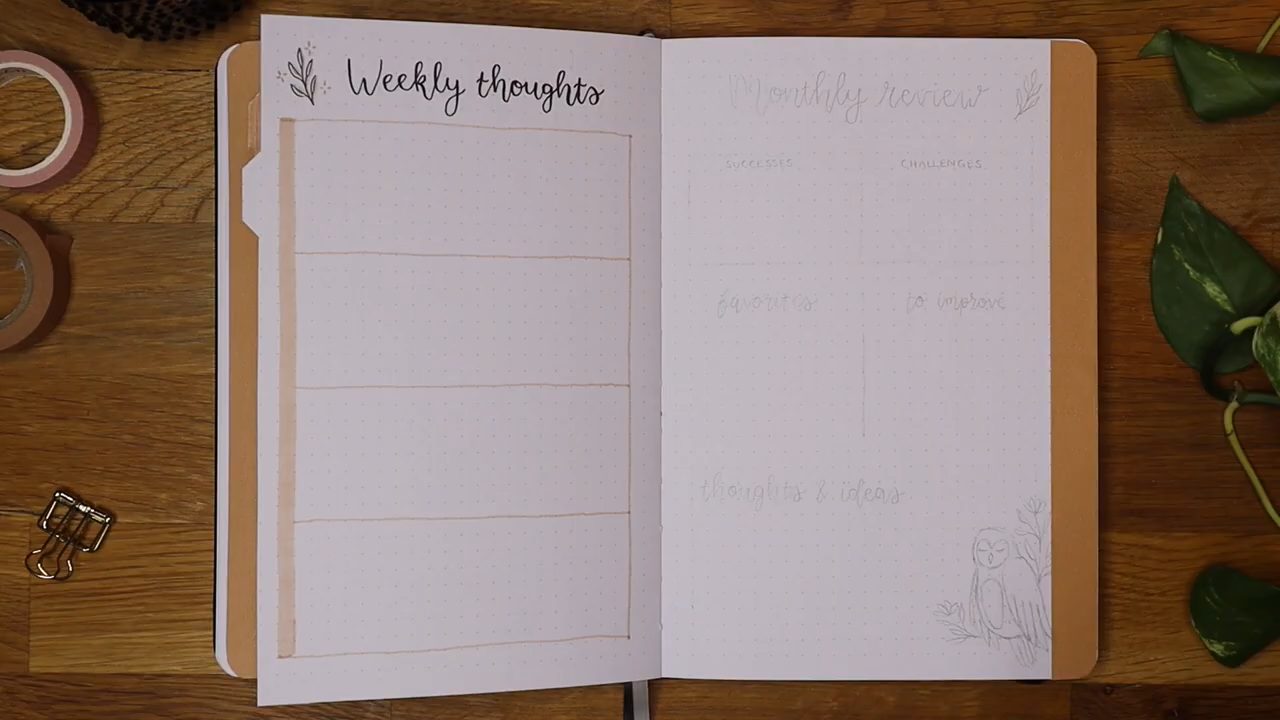 Weekly thoughts
Monthly review
SUCCESSES
CHALLENGES
favorites
to improve
thoughts & ideas